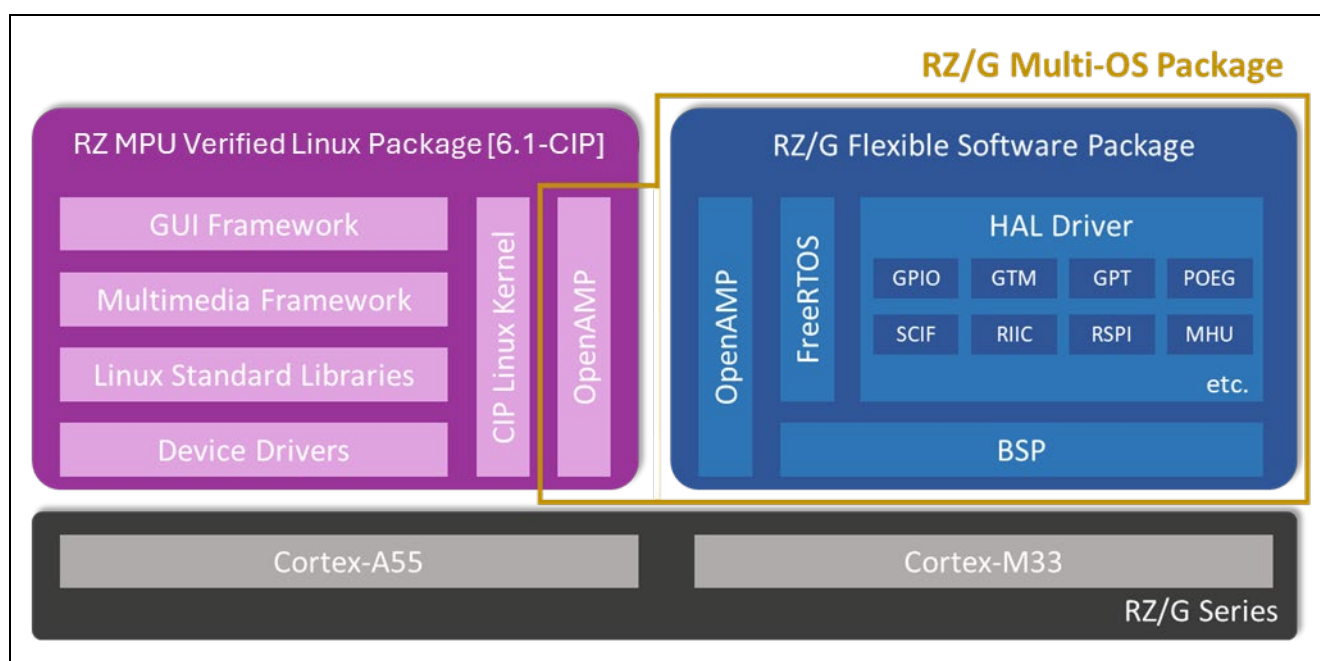 RZ/G Multi-OS Package
RZ MPU Verified Linux Package [6.1-CIP]
GUI Framework
Multimedia Framework
Linux Standard Libraries
Device Drivers
CIP Linux Kernel
OpenAMP
RZ/G Flexible Software Package
OpenAMP
FreeRTOS
HAL Driver
GPIO GTM GPT POEG
SCIF RIIC RSPI MHU
etc.
BSP
Cortex-A55
Cortex-M33
RZ/G Series